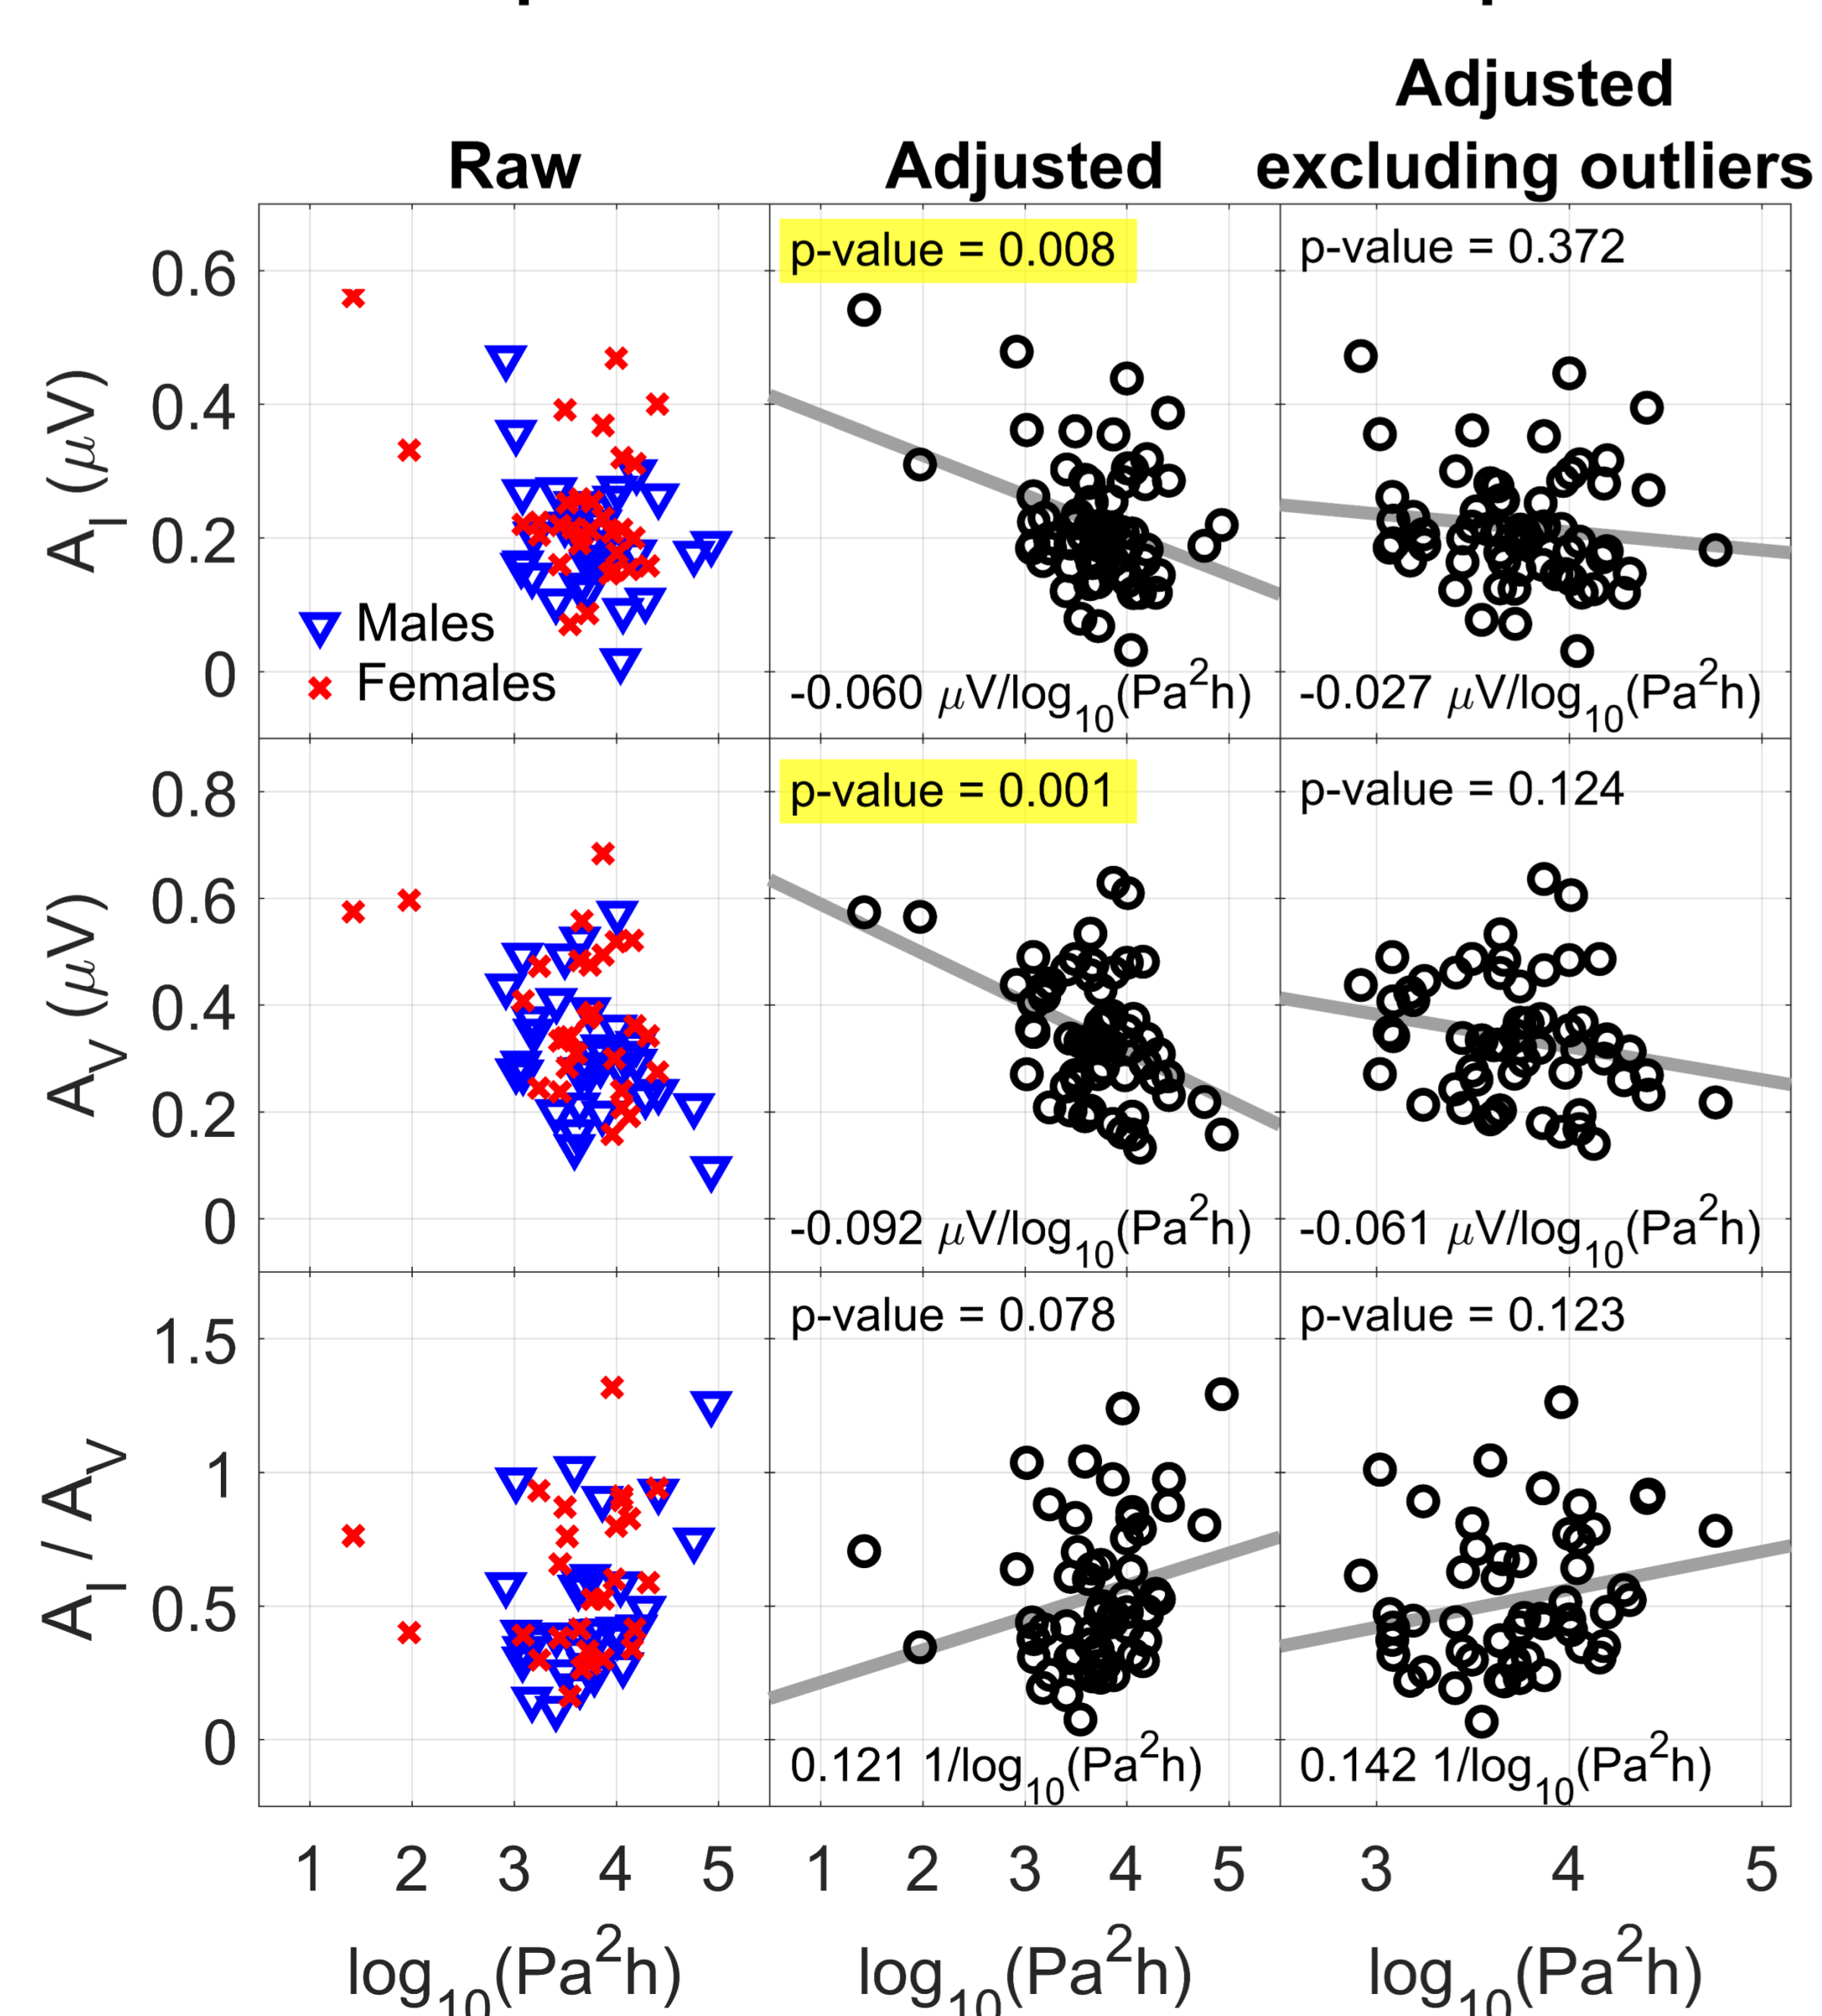 Adjusted
Raw Adjusted excluding outliers
A_I (μV) 0.6 0.4 0.2 0
Males
Females
p-value = 0.008
-0.060 μV/log₁₀(Pa²h)
p-value = 0.372
-0.027 μV/log₁₀(Pa²h)
A_V (μV) 0.8 0.6 0.4 0.2 0
p-value = 0.001
-0.092 μV/log₁₀(Pa²h)
p-value = 0.124
-0.061 μV/log₁₀(Pa²h)
A_I / A_V 1.5 1 0.5 0
p-value = 0.078
0.121 1/log₁₀(Pa²h)
p-value = 0.123
0.142 1/log₁₀(Pa²h)
1 2 3 4 5 1 2 3 4 5 3 4 5
log₁₀(Pa²h) log₁₀(Pa²h) log₁₀(Pa²h)